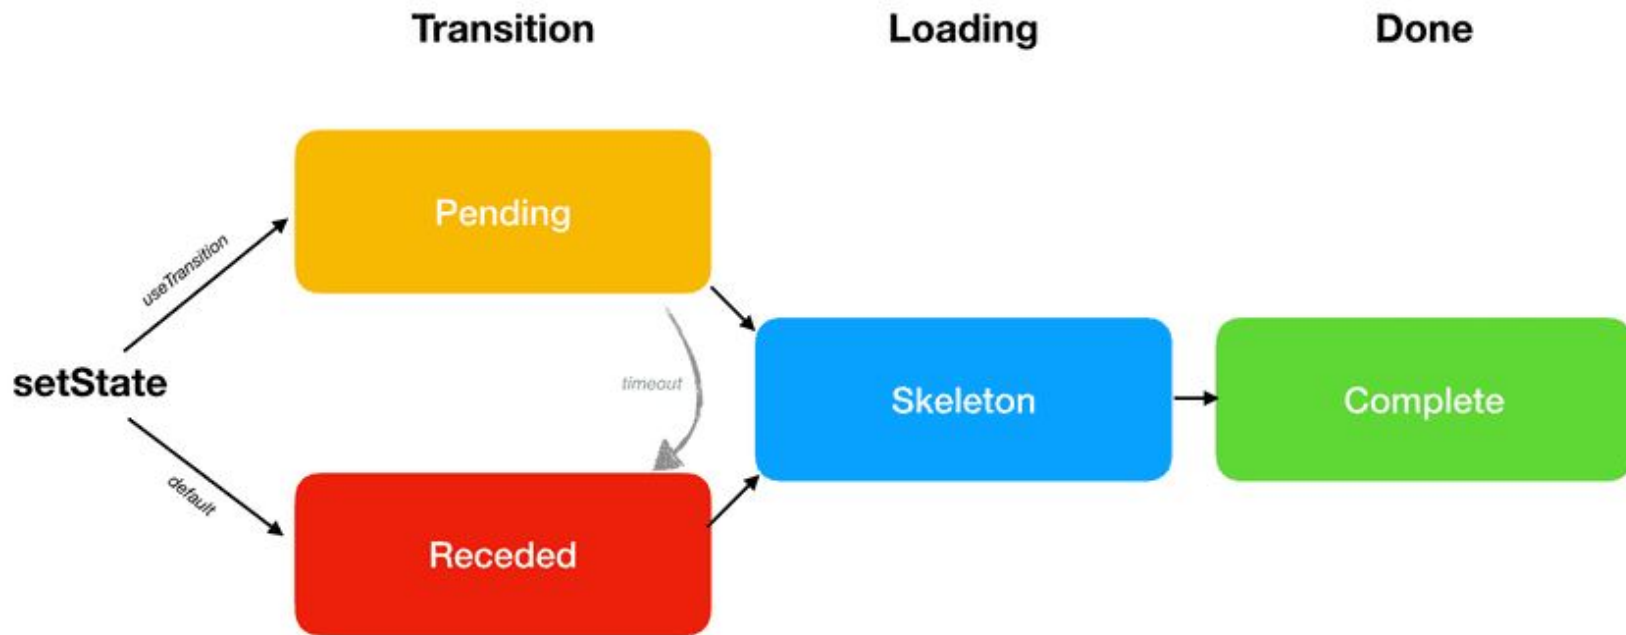 Transition
Loading
Done
Pending
useTransition
setState
timeout
Skeleton
Complete
default
Receded